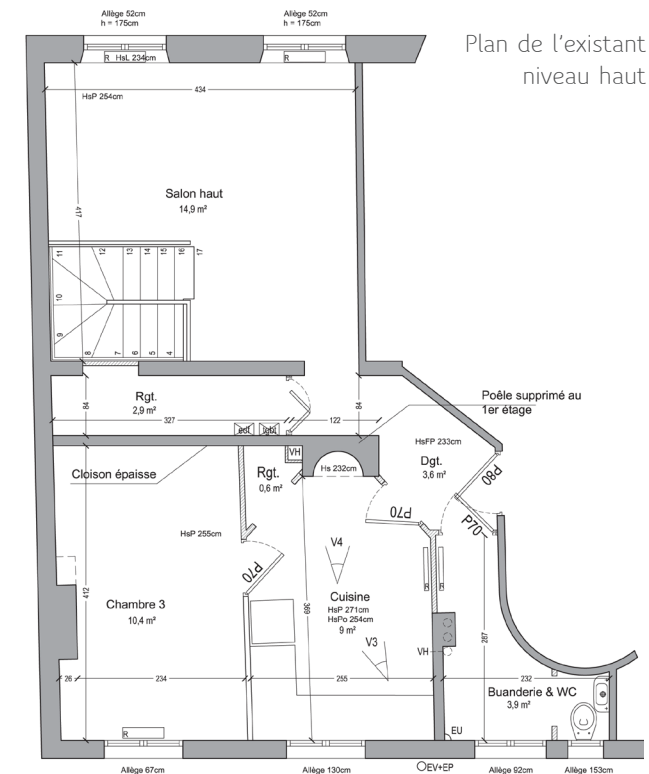 Plan de l'existant
niveau haut
Allège 52cm
h = 175cm
Allège 52cm
h = 175cm
R HsL 234cm
R
434
HsP 254cm
Salon haut
14,9 m²
417
11
12
13
14
15
16
17
10
9
8
7
6
5
4
Rgt.
2,9 m²
84
327
122
84
edf
Poêle supprimé au
1er étage
VH
Hs 232cm
HsFP 233cm
Dgt.
3,6 m²
P80
P70
P70
Cloison épaisse
Rgt.
0,6 m²
HsP 255cm
P70
V4
412
Chambre 3
10,4 m²
369
Cuisine
HsP 271cm
HsPo 254cm
9 m²
V3
R
R
287
VH
26
234
255
232
Buanderie & WC
3,9 m²
R
EU
EV+EP
Allège 67cm
Allège 130cm
Allège 92cm
Allège 153cm